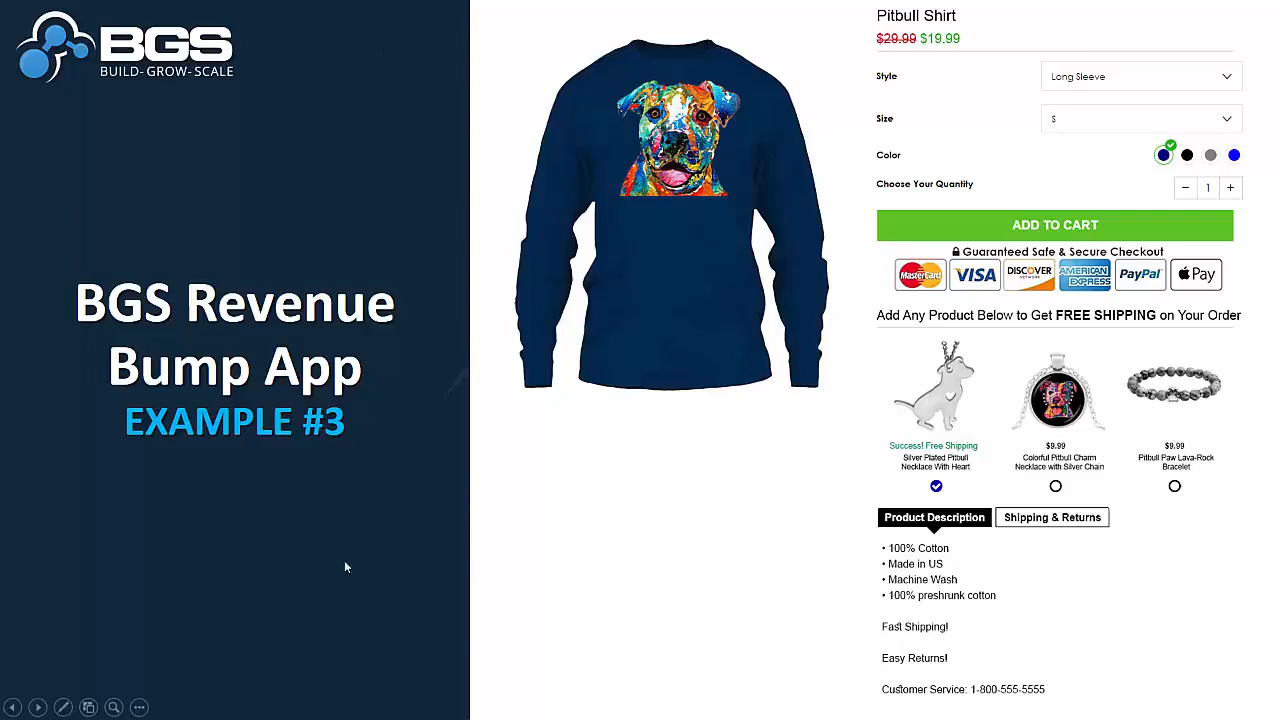 BGS
BUILD-GROW-SCALE
BGS Revenue
Bump App
EXAMPLE #3
Pitbull Shirt
$29.99 $19.99
Style
Long Sleeve
Size
S
Color
Choose Your Quantity
− 1 +
ADD TO CART
Guaranteed Safe & Secure Checkout
MasterCard VISA DISCOVER NETWORK AMERICAN EXPRESS PayPal Pay
Add Any Product Below to Get FREE SHIPPING on Your Order
Success! Free Shipping
Silver Plated Pitbull
Necklace With Heart
$9.99
Colorful Pitbull Charm
Necklace with Silver Chain
$9.99
Pitbull Paw Lava-Rock
Bracelet
Product Description
Shipping & Returns
• 100% Cotton
• Made in US
• Machine Wash
• 100% preshrunk cotton
Fast Shipping!
Easy Returns!
Customer Service: 1-800-555-5555